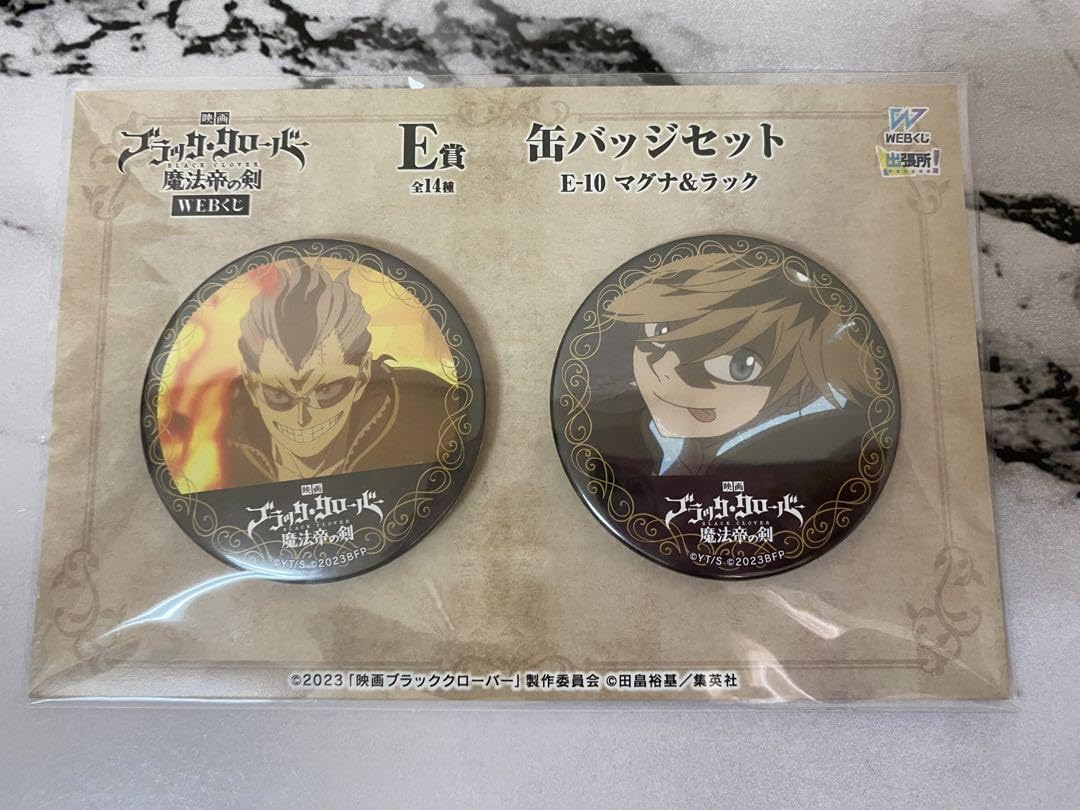 映画
ブラック・クローバー
BLACK CLOVER
魔法帝の剣
WEBくじ
E賞
全14種
缶バッジセット
E-10 マグナ&ラック
WEBくじ
出張所!
映画
ブラック・クローバー
BLACK CLOVER
魔法帝の剣
©YT/S ©2023BFP
映画
ブラック・クローバー
BLACK CLOVER
魔法帝の剣
©YT/S ©2023BFP
©2023「映画ブラッククローバー」製作委員会 ©田畠裕基/集英社